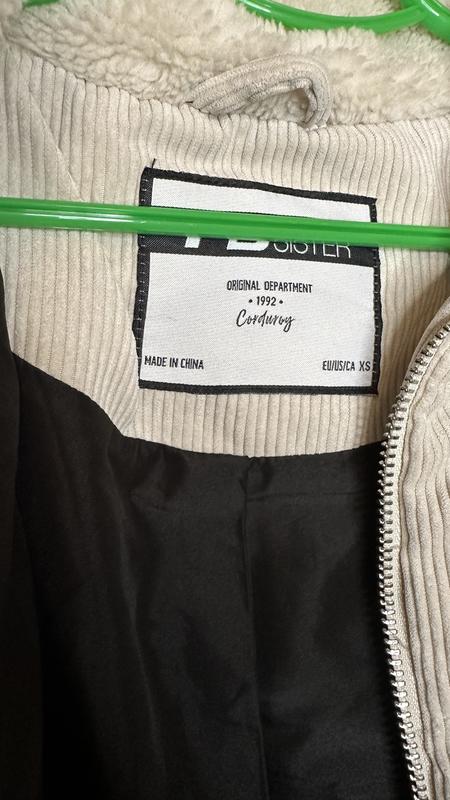 SISTER
ORIGINAL DEPARTMENT
• 1992 •
Corduroy
MADE IN CHINA
EU/US/CA XS